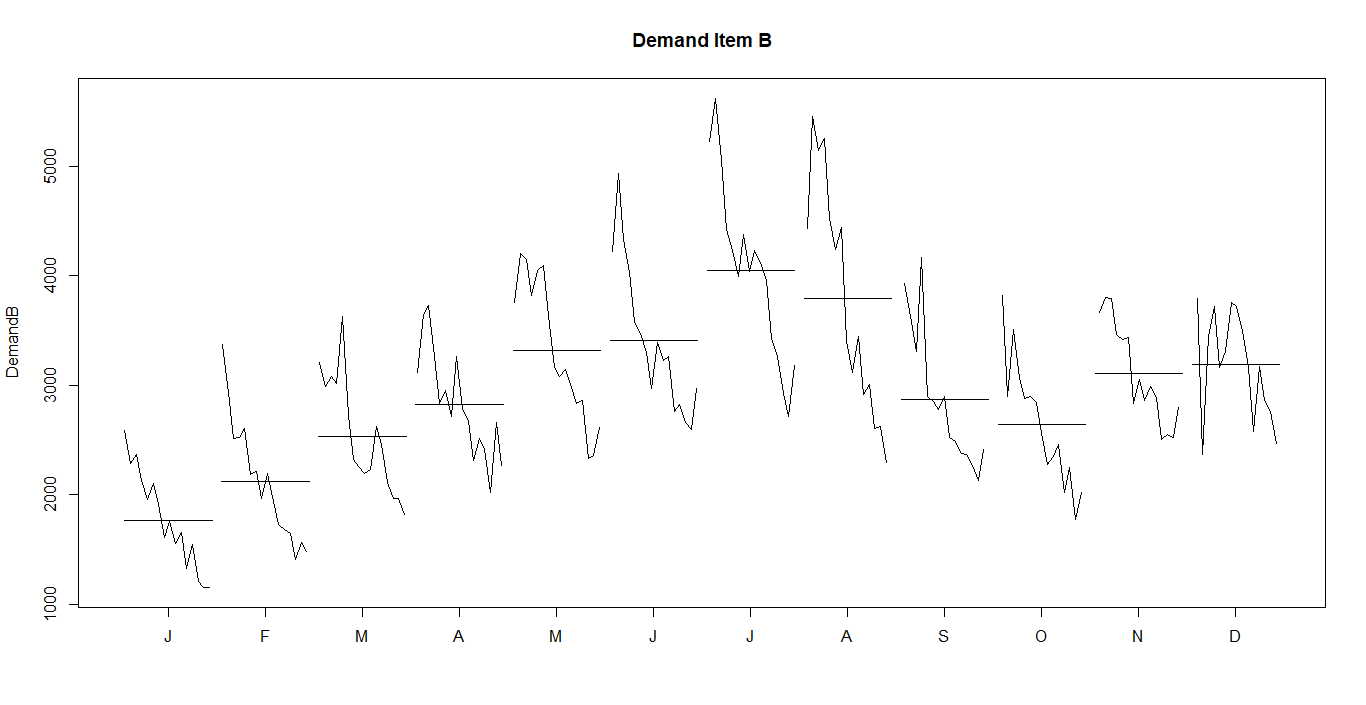 Demand Item B
DemandB
5000
4000
3000
2000
1000
J F M A M J J A S O N D